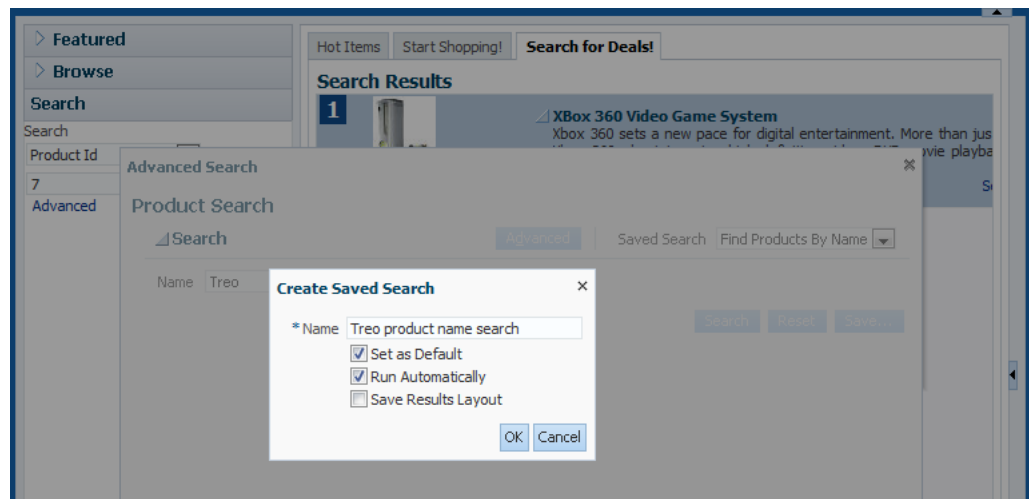 Featured
Browse
Search
Search
Product Id
7
Advanced
Hot Items Start Shopping! Search for Deals!
Search Results
1
XBox 360 Video Game System
Xbox 360 sets a new pace for digital entertainment. More than jus
Advanced Search
Product Search
Search Advanced Saved Search Find Products By Name
Name Treo
Search Reset Save...
Create Saved Search
* Name Treo product name search
Set as Default
Run Automatically
Save Results Layout
OK Cancel